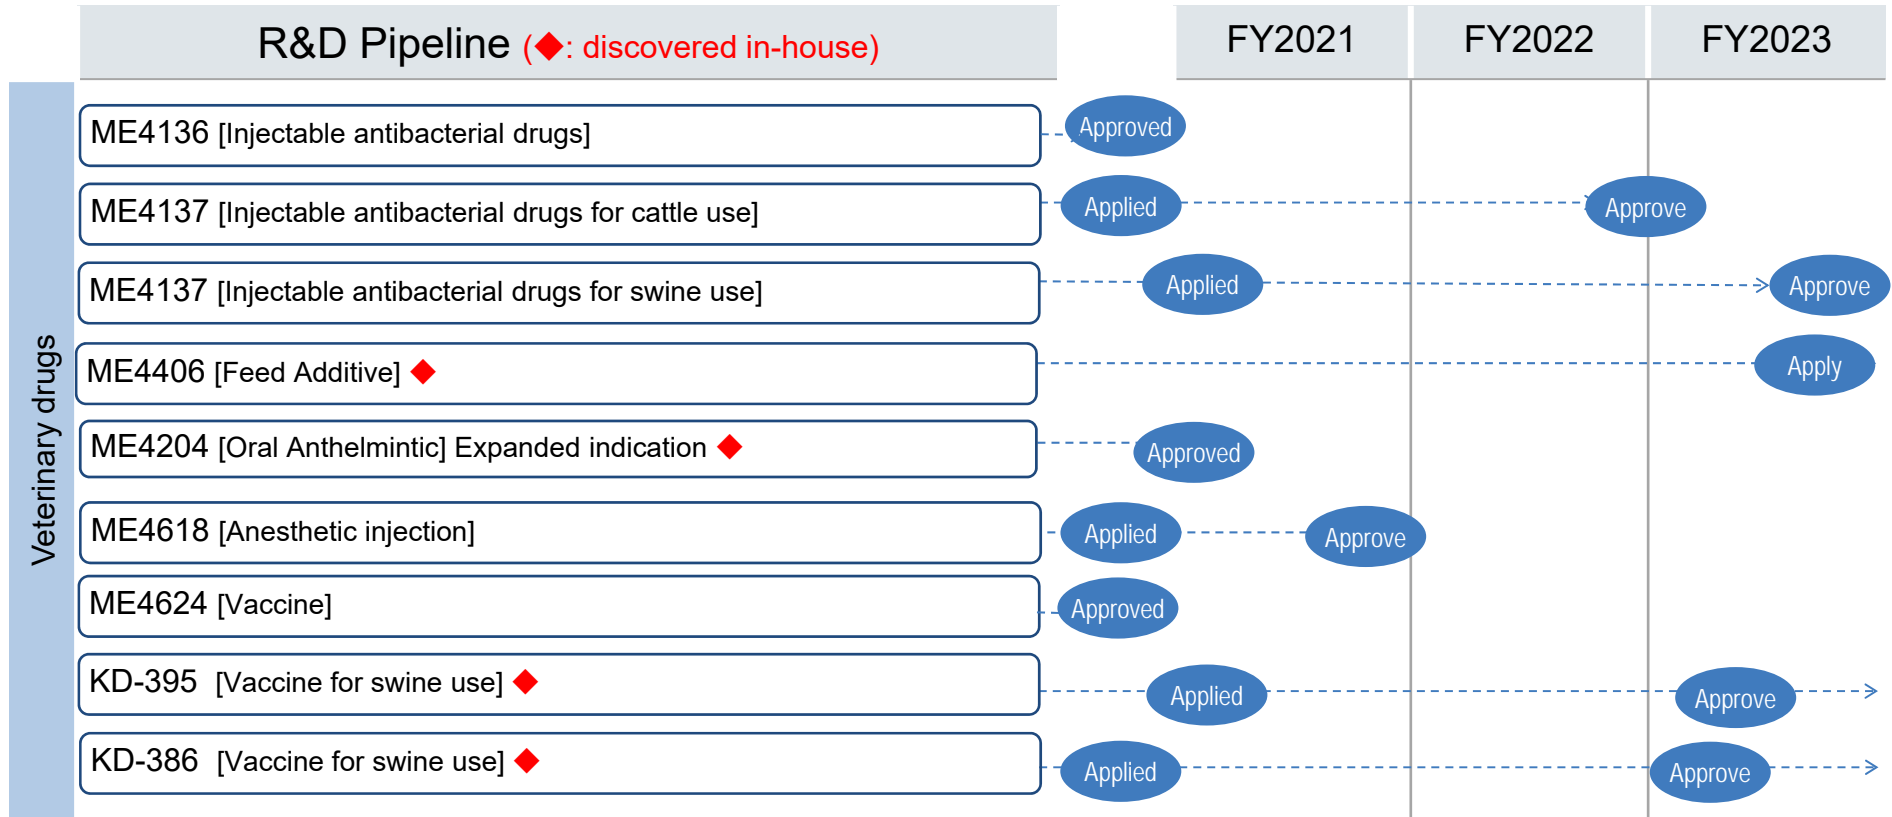 R&D Pipeline (◆: discovered in-house)
FY2021
FY2022
FY2023
Veterinary drugs
ME4136 [Injectable antibacterial drugs]
Approved
ME4137 [Injectable antibacterial drugs for cattle use]
Applied
Approve
ME4137 [Injectable antibacterial drugs for swine use]
Applied
Approve
ME4406 [Feed Additive] ◆
Apply
ME4204 [Oral Anthelmintic] Expanded indication ◆
Approved
ME4618 [Anesthetic injection]
Applied
Approve
ME4624 [Vaccine]
Approved
KD-395 [Vaccine for swine use] ◆
Applied
Approve
KD-386 [Vaccine for swine use] ◆
Applied
Approve